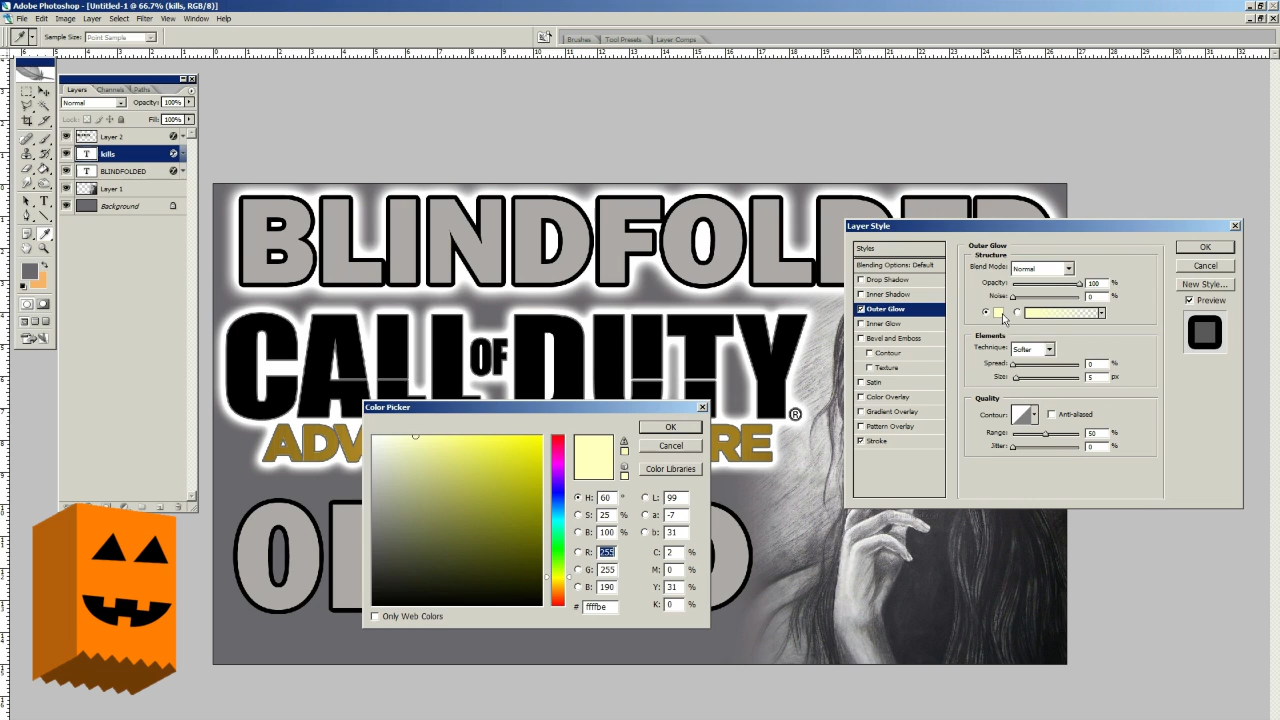 Adobe Photoshop - [Untitled-1 @ 66.7% (kills, RGB/8)]
File Edit Image Layer Select Filter View Window Help
Sample Size: Point Sample
Brushes Tool Presets Layer Comps
Layers Channels Paths
Normal Opacity: 100%
Lock: Fill: 100%
Layer 2
T kills
T BLINDFOLDED
Layer 1
Background
BLINDFOLDED
CALL OF DUTY®
Layer Style
Styles
Blending Options: Default
Drop Shadow
Inner Shadow
Outer Glow
Inner Glow
Bevel and Emboss
Contour
Texture
Satin
Color Overlay
Gradient Overlay
Pattern Overlay
Stroke
Outer Glow
Structure
Blend Mode: Normal
Opacity: 100 %
Noise: 0 %
Elements
Technique: Softer
Spread: 0 %
Size: 5 px
Quality
Contour: Anti-aliased
Range: 50 %
Jitter: 0 %
OK
Cancel
New Style...
Preview
Color Picker
OK
Cancel
Color Libraries
H: 60 °
S: 25 %
B: 100 %
R: 255
G: 255
B: 190
# ffffbe
L: 99
a: -7
b: 31
C: 2 %
M: 0 %
Y: 31 %
K: 0 %
Only Web Colors